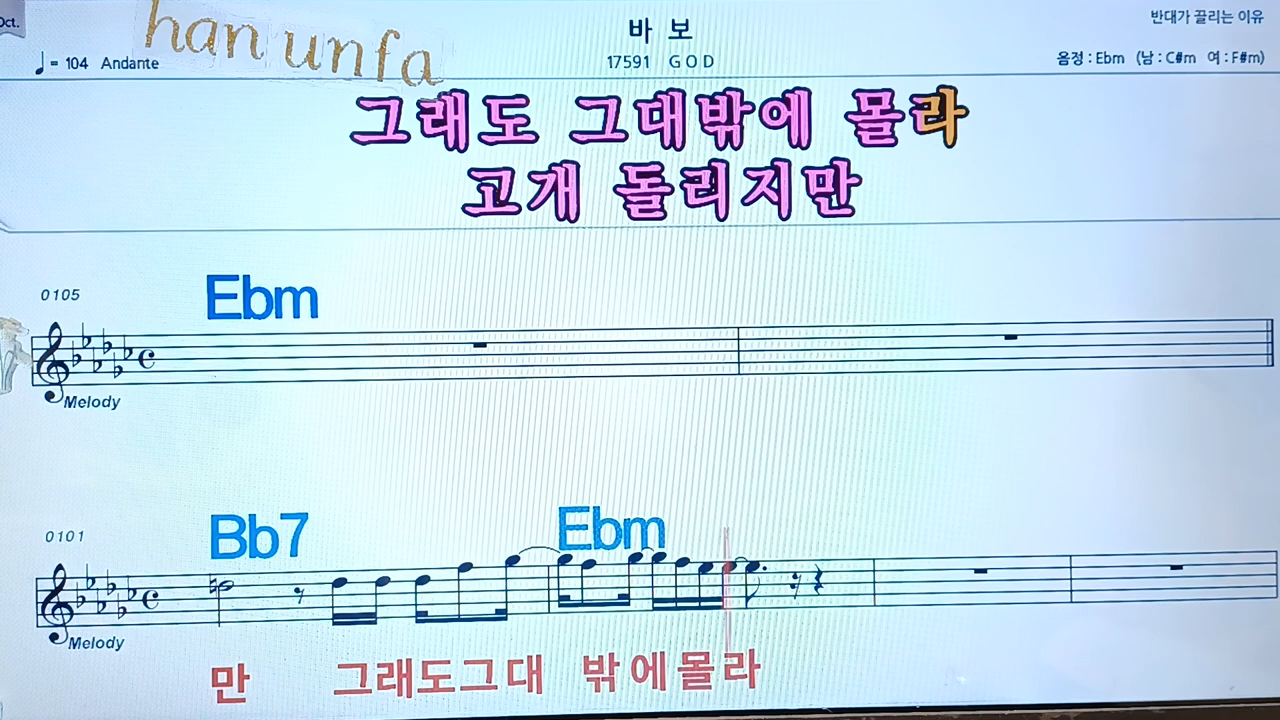 Oct.
han unfa
바 보
반대가 끌리는 이유
♩= 104 Andante
17591 GOD
음정 : Ebm (남 : C#m 여 : F#m)
그래도 그대밖에 몰라
고개 돌리지만
0105
Ebm
Melody
0101
Bb7 Ebm
Melody
만 그래도그대 밖에몰라